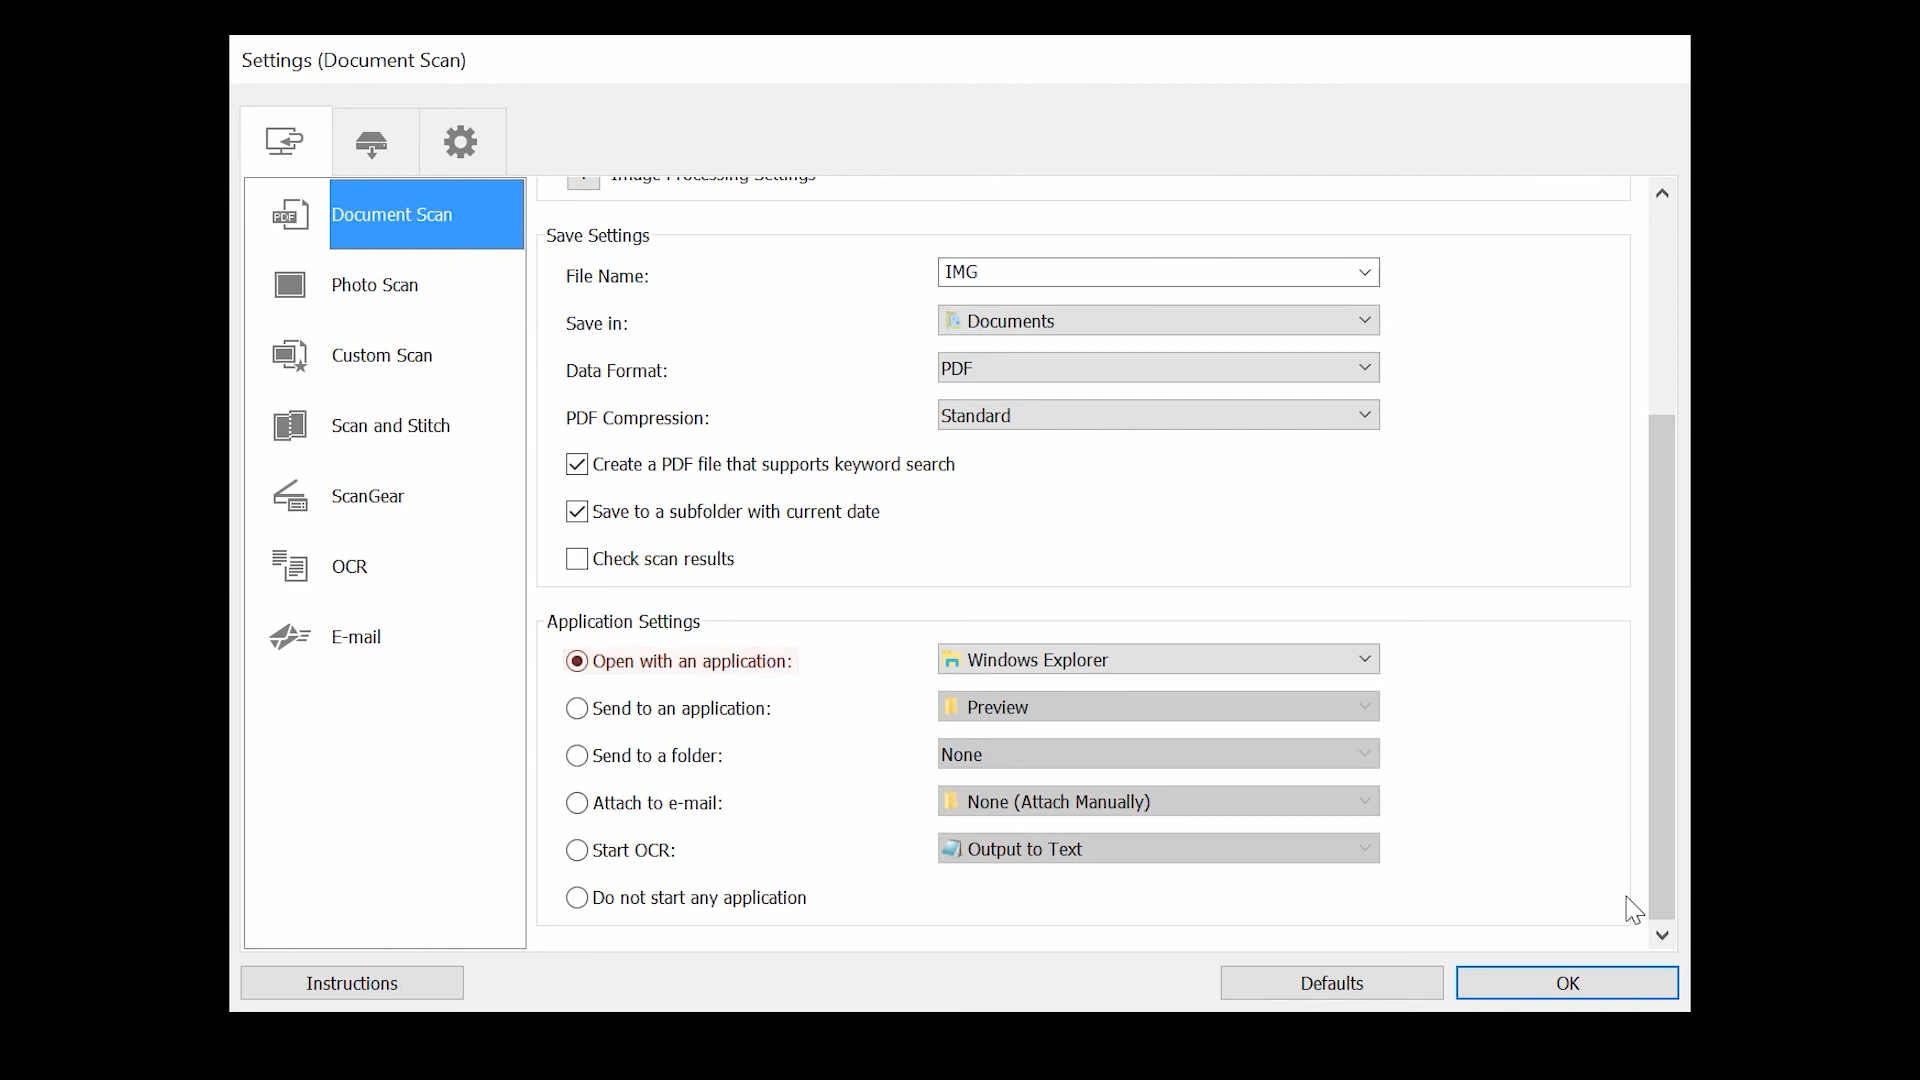 Settings (Document Scan)
Document Scan
Photo Scan
Custom Scan
Scan and Stitch
ScanGear
OCR
E-mail
Image Processing Settings
Save Settings
File Name: IMG
Save in: Documents
Data Format: PDF
PDF Compression: Standard
Create a PDF file that supports keyword search
Save to a subfolder with current date
Check scan results
Application Settings
Open with an application: Windows Explorer
Send to an application: Preview
Send to a folder: None
Attach to e-mail: None (Attach Manually)
Start OCR: Output to Text
Do not start any application
Instructions
Defaults
OK
PDF